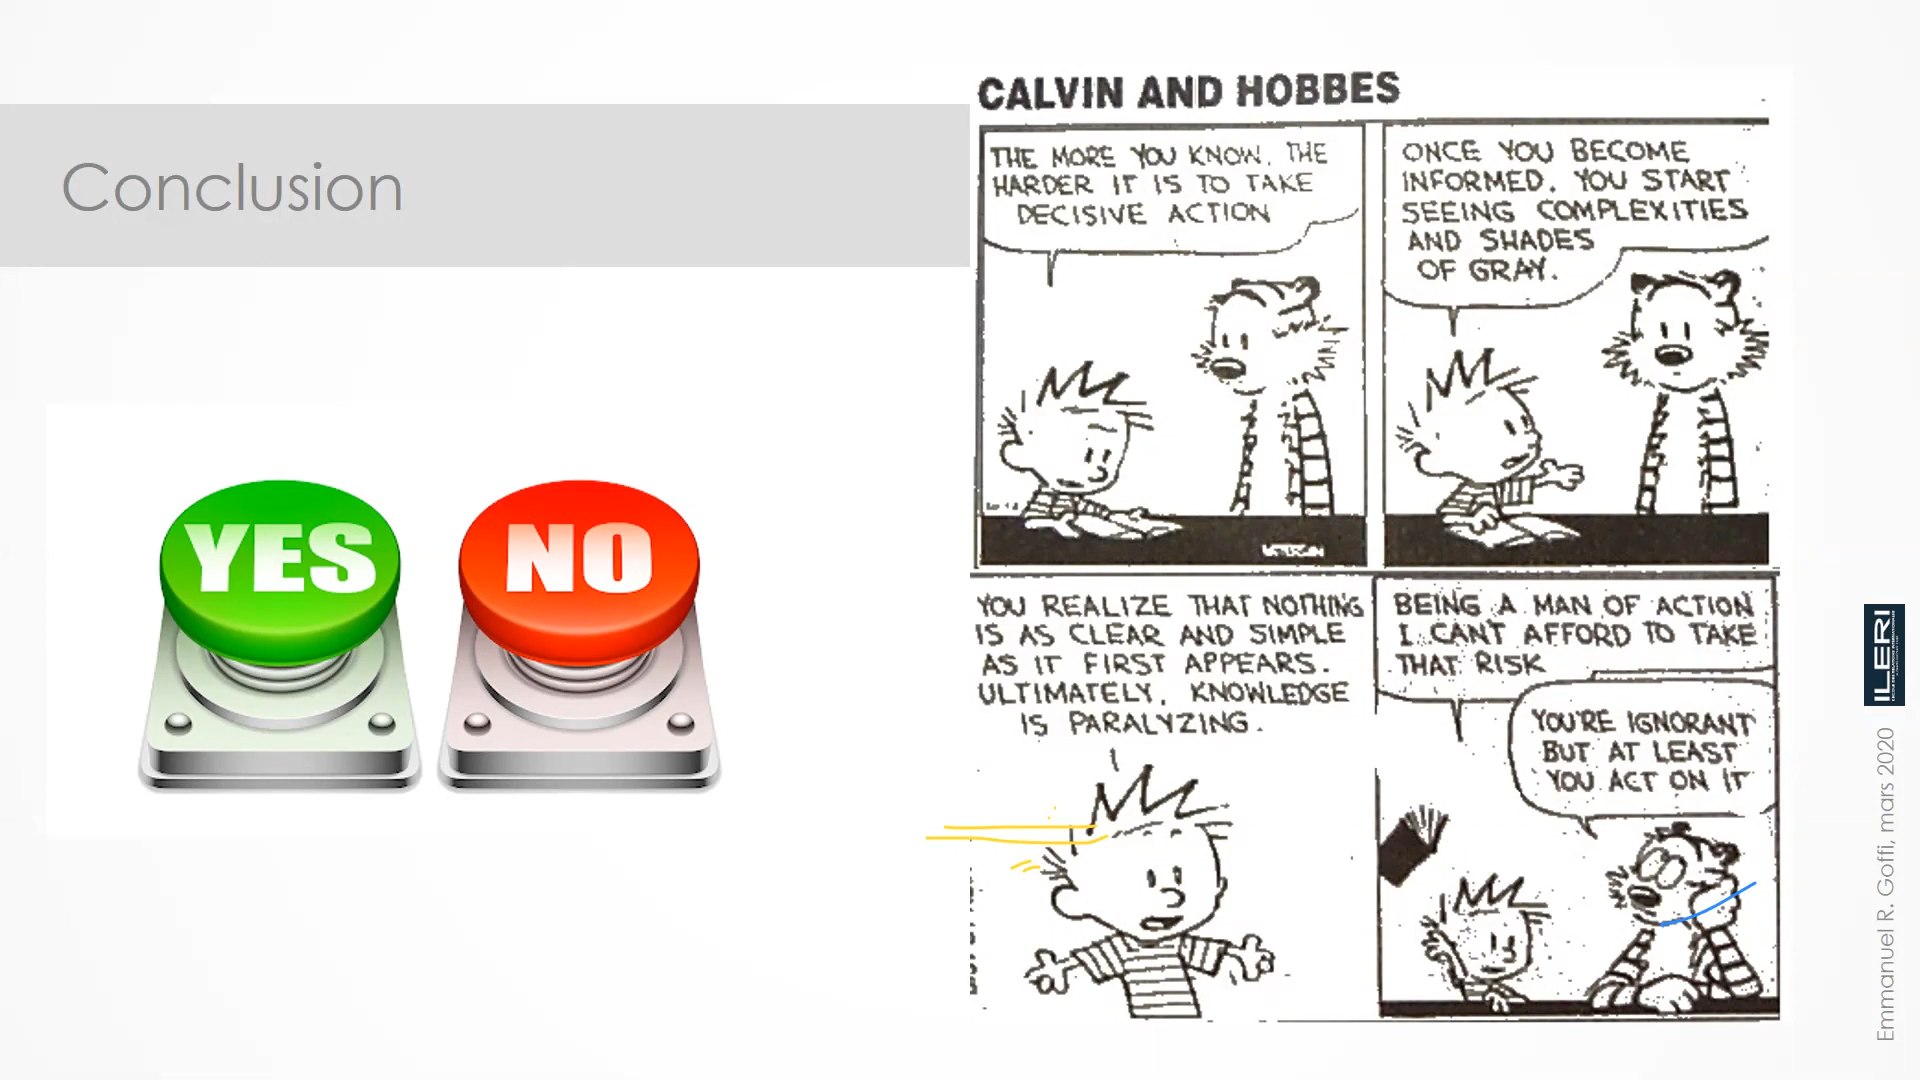 Conclusion
YES
NO
CALVIN AND HOBBES
THE MORE YOU KNOW, THE
HARDER IT IS TO TAKE
DECISIVE ACTION
ONCE YOU BECOME
INFORMED, YOU START
SEEING COMPLEXITIES
AND SHADES
OF GRAY.
YOU REALIZE THAT NOTHING
IS AS CLEAR AND SIMPLE
AS IT FIRST APPEARS.
ULTIMATELY, KNOWLEDGE
IS PARALYZING.
BEING A MAN OF ACTION
I CANT AFFORD TO TAKE
THAT RISK
YOU'RE IGNORANT
BUT AT LEAST
YOU ACT ON IT
ILERI
Emmanuel R. Goffi, mars 2020